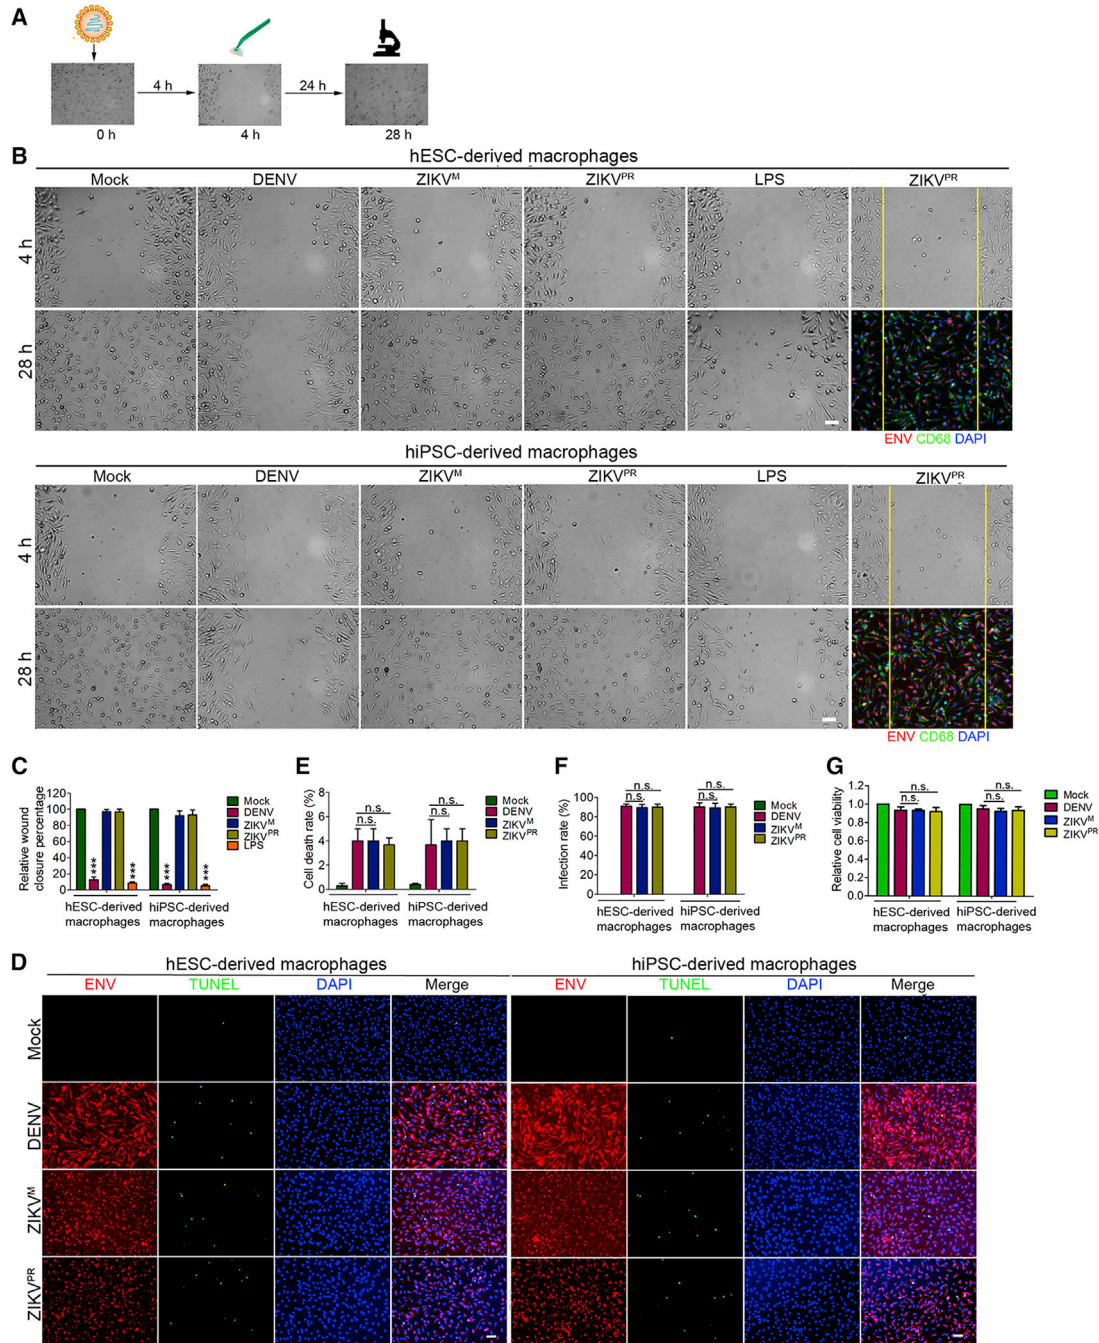 A
4 h
24 h
0 h
4 h
28 h
B
hESC-derived macrophages
Mock
DENV
ZIKVᴹ
ZIKVᴾᴿ
LPS
ZIKVᴾᴿ
4 h
28 h
ENV CD68 DAPI
hiPSC-derived macrophages
Mock
DENV
ZIKVᴹ
ZIKVᴾᴿ
LPS
ZIKVᴾᴿ
4 h
28 h
ENV CD68 DAPI
C
Relative wound
closure percentage
120
100
80
60
40
20
0
***
***
***
***
Mock
DENV
ZIKVᴹ
ZIKVᴾᴿ
LPS
hESC-derived
macrophages
hiPSC-derived
macrophages
E
Cell death rate (%)
8
6
4
2
0
n.s.
n.s.
n.s.
n.s.
Mock
DENV
ZIKVᴹ
ZIKVᴾᴿ
hESC-derived
macrophages
hiPSC-derived
macrophages
F
Infection rate (%)
100
80
60
40
20
0
n.s.
n.s.
n.s.
n.s.
Mock
DENV
ZIKVᴹ
ZIKVᴾᴿ
hESC-derived
macrophages
hiPSC-derived
macrophages
G
Relative cell viability
1.2
1.0
0.8
0.6
0.4
0.2
0.0
n.s.
n.s.
n.s.
n.s.
Mock
DENV
ZIKVᴹ
ZIKVᴾᴿ
hESC-derived
macrophages
hiPSC-derived
macrophages
D
hESC-derived macrophages
hiPSC-derived macrophages
ENV
TUNEL
DAPI
Merge
ENV
TUNEL
DAPI
Merge
Mock
DENV
ZIKVᴹ
ZIKVᴾᴿ